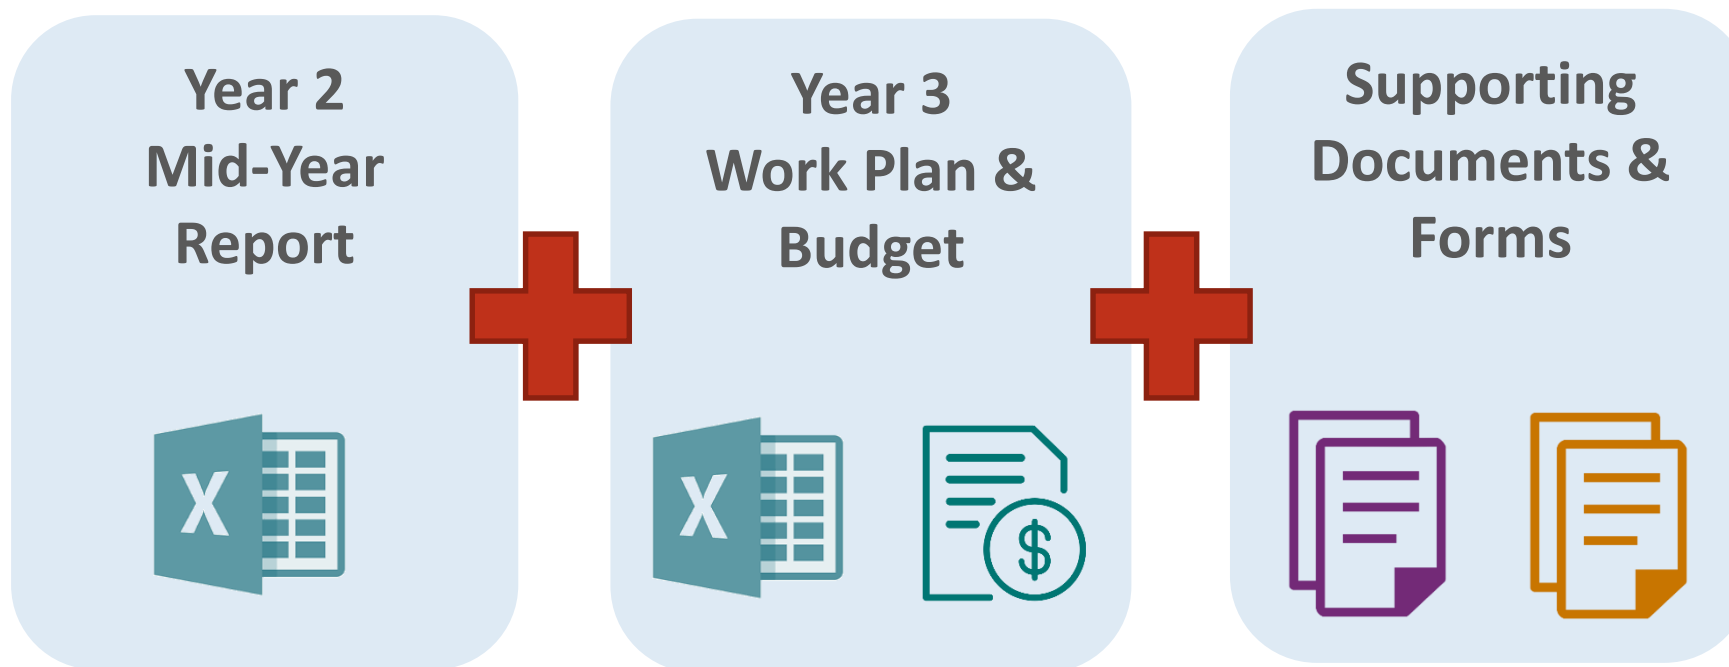 Year 2
Mid-Year
Report
X
Year 3
Work Plan &
Budget
X
$
Supporting
Documents &
Forms